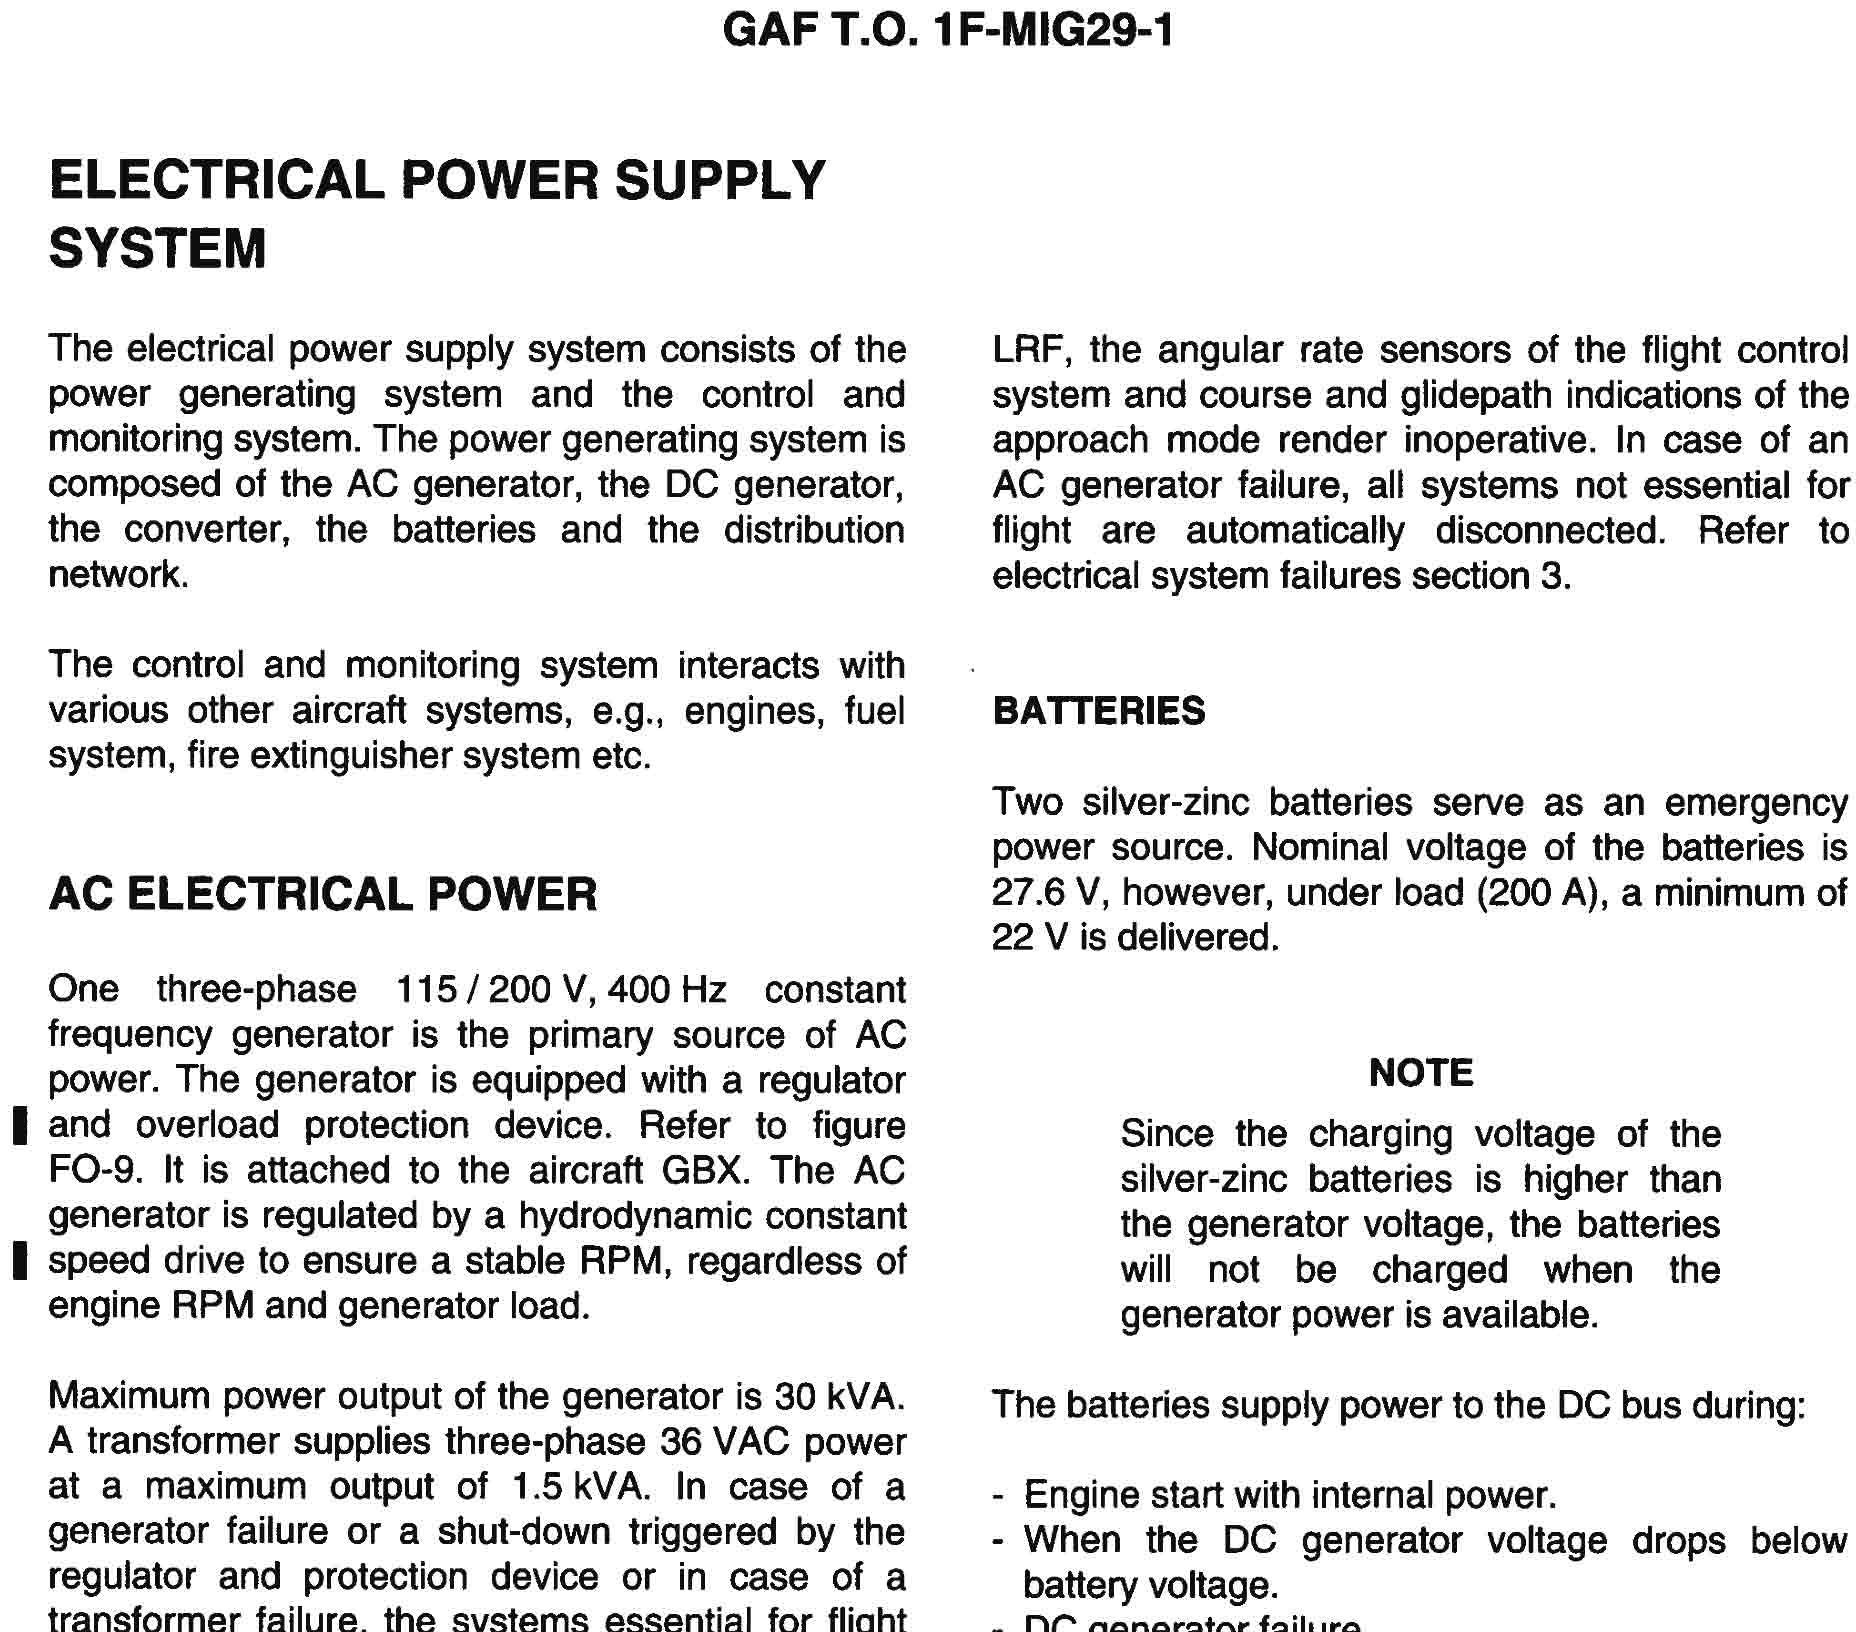 GAF T.O. 1F-MIG29-1
ELECTRICAL POWER SUPPLY
SYSTEM
The electrical power supply system consists of the
power generating system and the control and
monitoring system. The power generating system is
composed of the AC generator, the DC generator,
the converter, the batteries and the distribution
network.
The control and monitoring system interacts with
various other aircraft systems, e.g., engines, fuel
system, fire extinguisher system etc.
AC ELECTRICAL POWER
One three-phase 115 / 200 V, 400 Hz constant
frequency generator is the primary source of AC
power. The generator is equipped with a regulator
and overload protection device. Refer to figure
FO-9. It is attached to the aircraft GBX. The AC
generator is regulated by a hydrodynamic constant
speed drive to ensure a stable RPM, regardless of
engine RPM and generator load.
Maximum power output of the generator is 30 kVA.
A transformer supplies three-phase 36 VAC power
at a maximum output of 1.5 kVA. In case of a
generator failure or a shut-down triggered by the
regulator and protection device or in case of a
transformer failure, the systems essential for flight
LRF, the angular rate sensors of the flight control
system and course and glidepath indications of the
approach mode render inoperative. In case of an
AC generator failure, all systems not essential for
flight are automatically disconnected. Refer to
electrical system failures section 3.
BATTERIES
Two silver-zinc batteries serve as an emergency
power source. Nominal voltage of the batteries is
27.6 V, however, under load (200 A), a minimum of
22 V is delivered.
NOTE
Since the charging voltage of the
silver-zinc batteries is higher than
the generator voltage, the batteries
will not be charged when the
generator power is available.
The batteries supply power to the DC bus during:
- Engine start with internal power.
- When the DC generator voltage drops below
battery voltage.
- DC generator failure